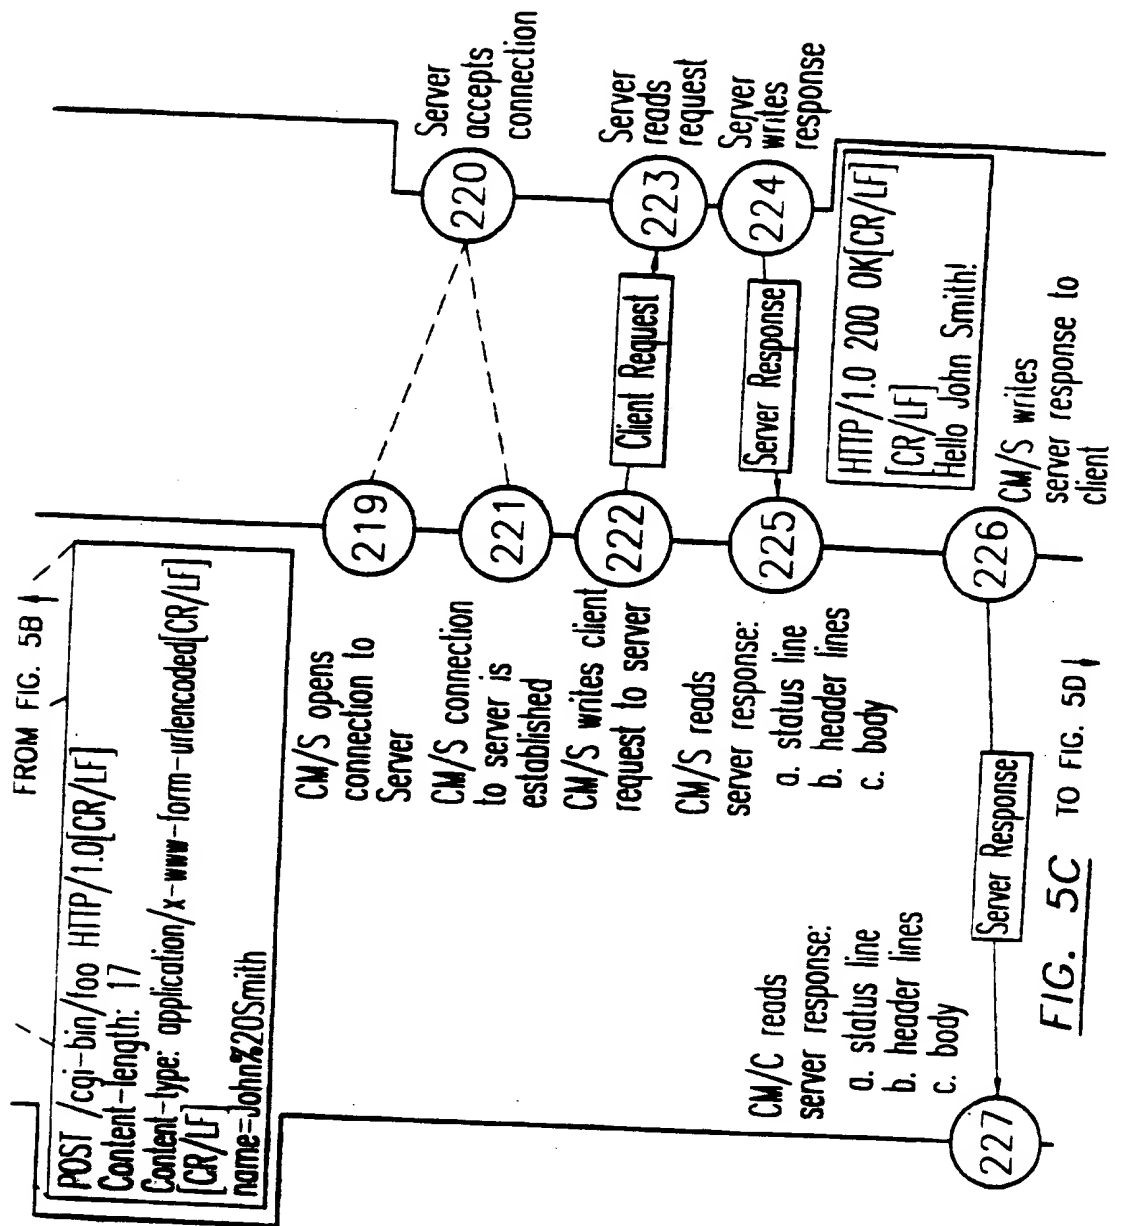 FROM FIG. 5B
POST /cgi-bin/foo HTTP/1.0[CR/LF]
Content-length: 17
Content-type: application/x-www-form-urlencoded[CR/LF]
[CR/LF]
name=John%20Smith
219
CM/S opens
connection to
Server
220
Server
accepts
connection
221
CM/S connection
to server is
established
222
CM/S writes client
request to server
Client Request
223
Server
reads
request
224
Server
writes
response
Server Response
225
CM/S reads
server response:
a. status line
b. header lines
c. body
HTTP/1.0 200 OK[CR/LF]
[CR/LF]
Hello John Smith!
226
CM/S writes
server response to
client
Server Response
227
CM/C reads
server response:
a. status line
b. header lines
c. body
FIG. 5C
TO FIG. 5D